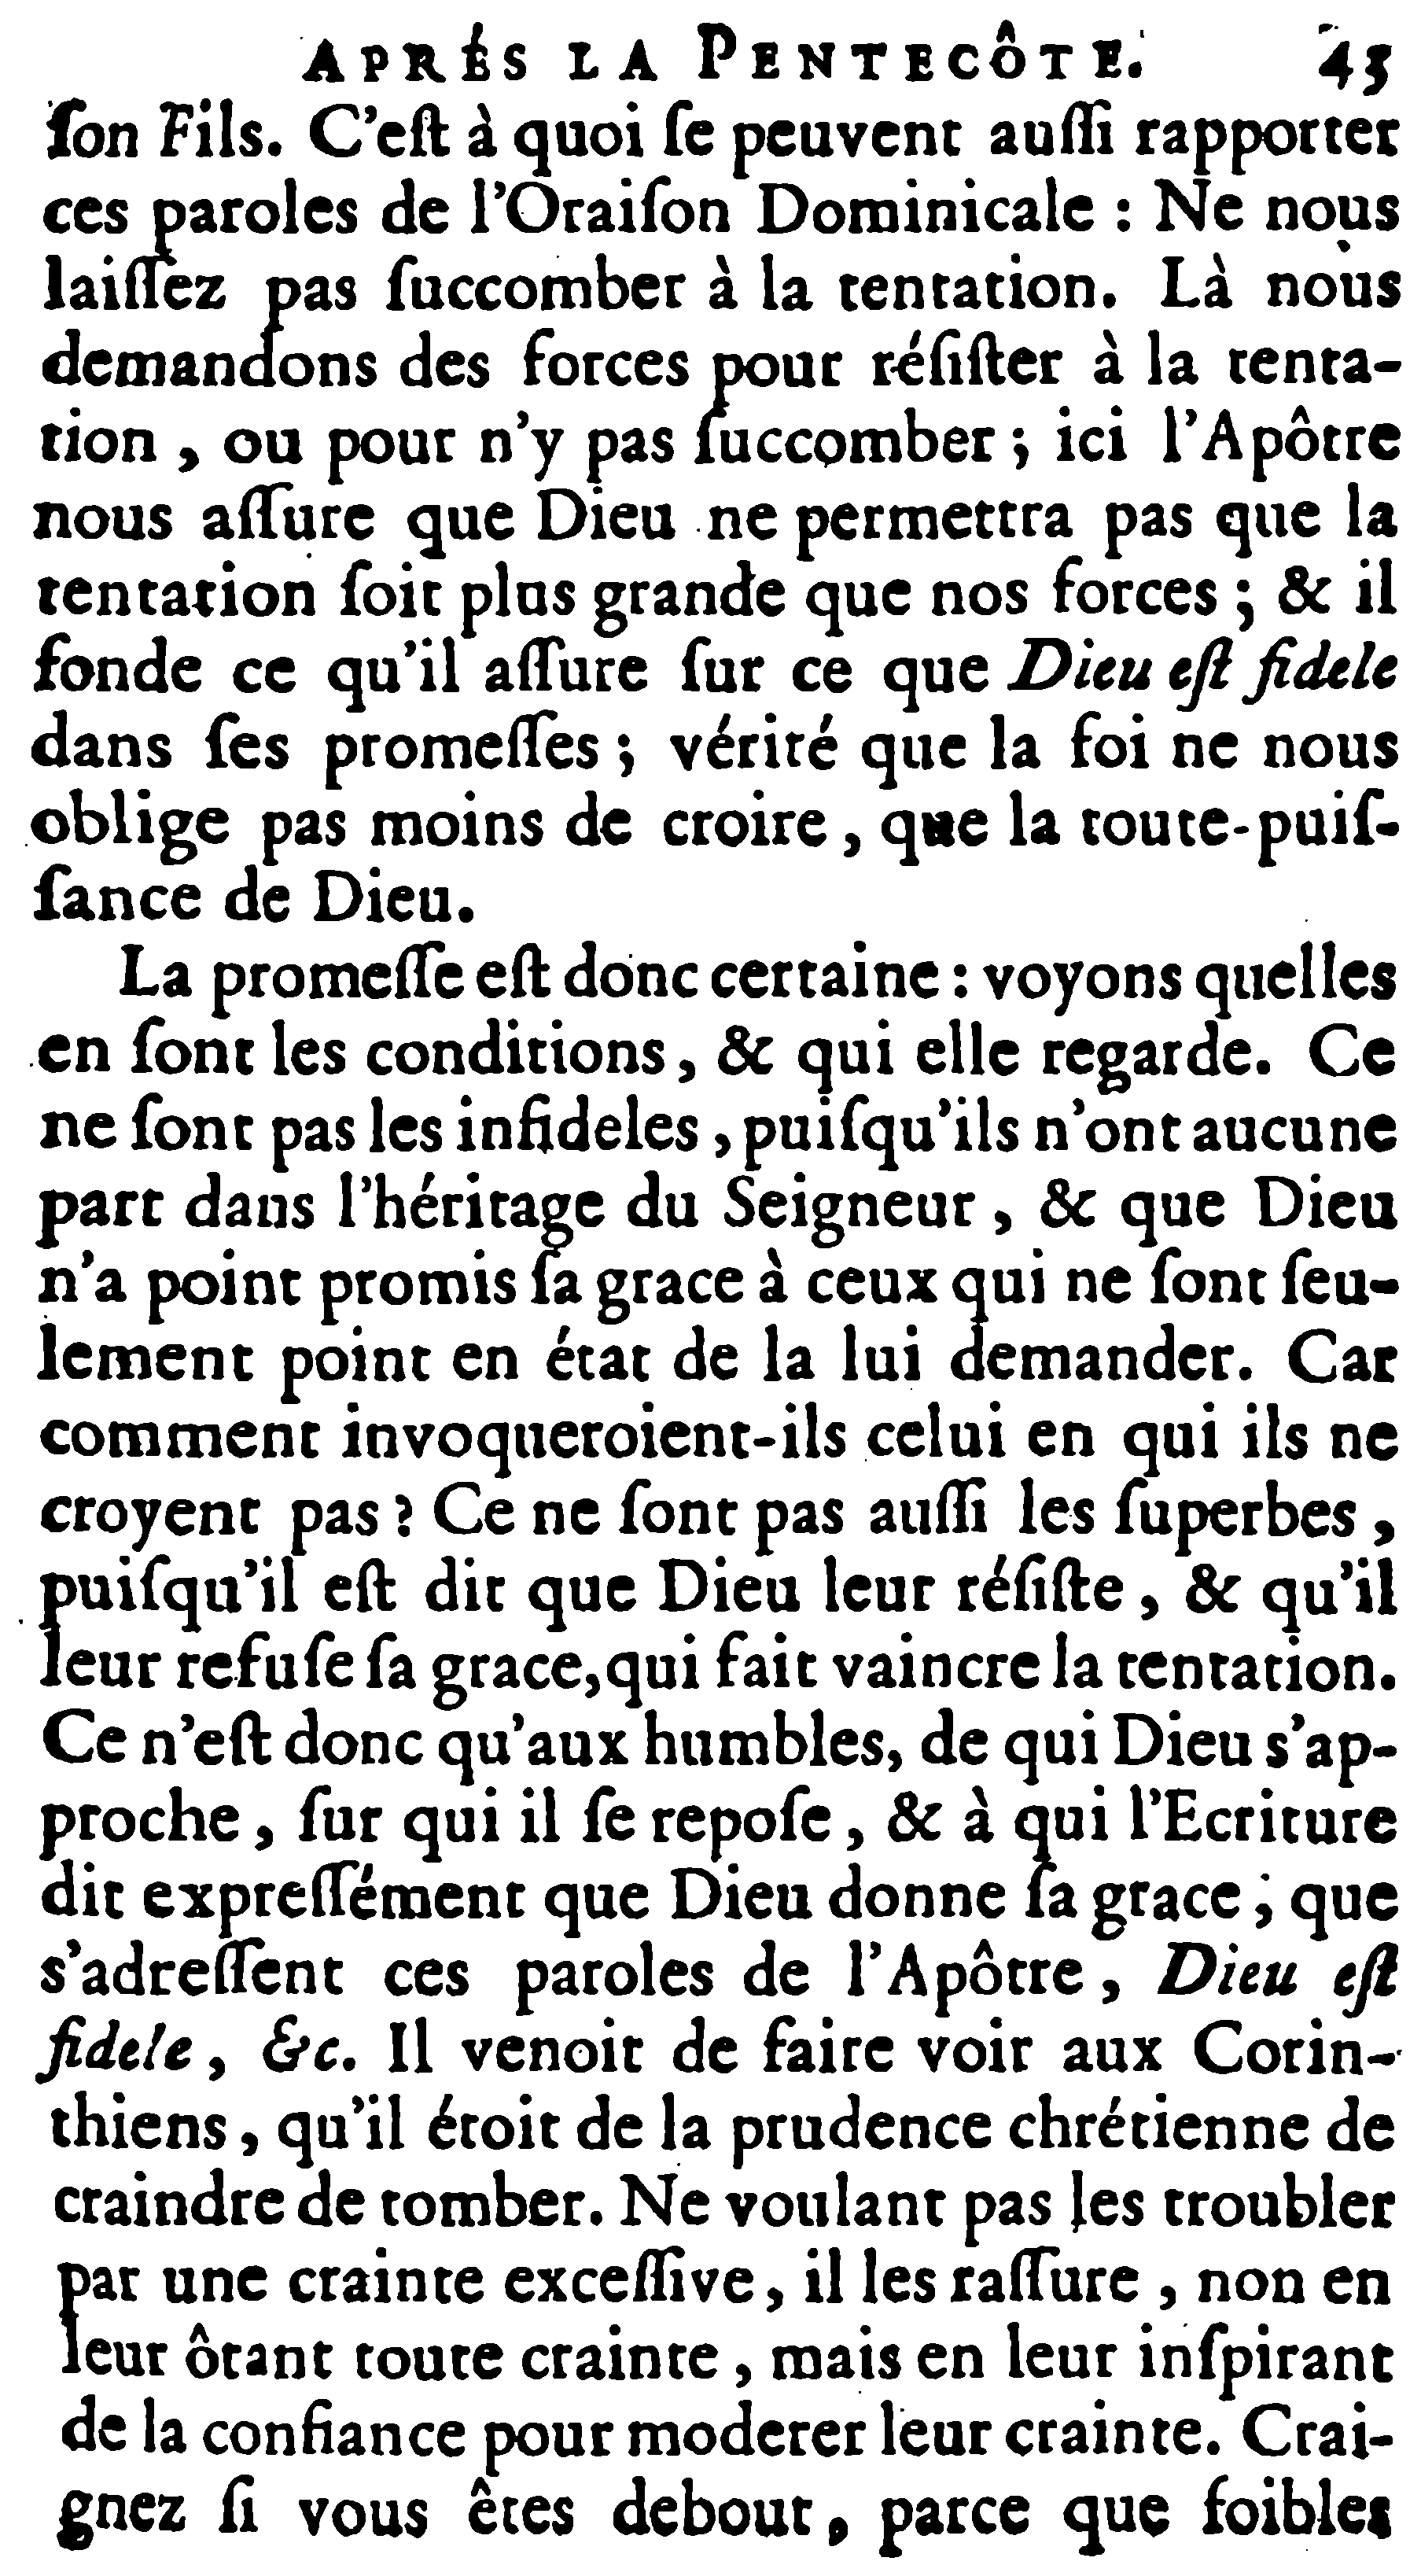 APRÉS LA PENTECÔTE. 45
ſon Fils. C'eſt à quoi ſe peuvent auſſi rapporter
ces paroles de l'Oraiſon Dominicale : Ne nous
laiſſez pas ſuccomber à la tentation. Là nous
demandons des forces pour réſiſter à la tenta-
tion , ou pour n'y pas ſuccomber ; ici l'Apôtre
nous aſſure que Dieu ne permettra pas que la
tentation ſoit plus grande que nos forces ; & il
fonde ce qu'il aſſure ſur ce que Dieu eſt fidele
dans ſes promeſſes ; vérité que la foi ne nous
oblige pas moins de croire , que la toute-puiſ-
ſance de Dieu.
La promeſſe eſt donc certaine : voyons quelles
en ſont les conditions , & qui elle regarde. Ce
ne ſont pas les infideles , puiſqu'ils n'ont aucune
part dans l'héritage du Seigneur , & que Dieu
n'a point promis ſa grace à ceux qui ne ſont ſeu-
lement point en état de la lui demander. Car
comment invoqueroient-ils celui en qui ils ne
croyent pas ? Ce ne ſont pas auſſi les ſuperbes ,
puiſqu'il eſt dit que Dieu leur réſiſte , & qu'il
leur refuſe ſa grace, qui fait vaincre la tentation.
Ce n'eſt donc qu'aux humbles, de qui Dieu s'ap-
proche , ſur qui il ſe repoſe , & à qui l'Ecriture
dit expreſſément que Dieu donne ſa grace ; que
s'adreſſent ces paroles de l'Apôtre , Dieu eſt
fidele , &c. Il venoit de faire voir aux Corin-
thiens , qu'il étoit de la prudence chrétienne de
craindre de tomber. Ne voulant pas les troubler
par une crainte exceſſive , il les raſſure , non en
leur ôtant toute crainte , mais en leur inſpirant
de la confiance pour moderer leur crainte. Crai-
gnez ſi vous êtes debout , parce que foibles